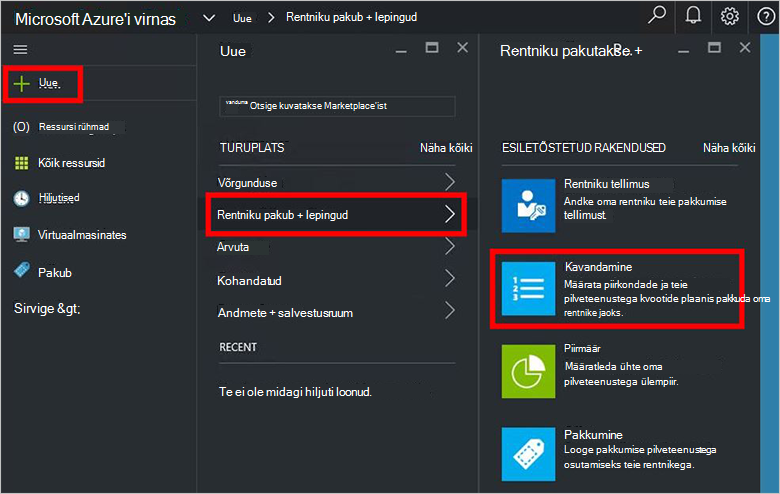 Microsoft Azure'i virnas
Uue
Rentniku pakub + lepingud
Uue
Ressursi rühmad
Kõik ressursid
Hiljutised
Virtuaalmasinates
Pakub
Sirvige &gt;
Uue
vanduma Otsige kuvatakse Marketplace'ist
TURUPLATS
Näha kõiki
Võrgunduse
Rentniku pakub + lepingud
Arvuta
Kohandatud
Andmete + salvestusruum
RECENT
Te ei ole midagi hiljuti loonud.
Rentniku pakutakse P... +
ESILETÕSTETUD RAKENDUSED
Näha kõiki
Rentniku tellimus
Andke oma rentniku teie pakkumise
tellimust.
Kavandamine
Määrata piirkondade ja teie
pilveteenustega kvootide plaanis pakkuda oma
rentnike jaoks.
Piirmäär
Määratleda ühte oma
pilveteenustega ülempiir.
Pakkumine
Looge pakkumise pilveteenustega
osutamiseks teie rentnikega.